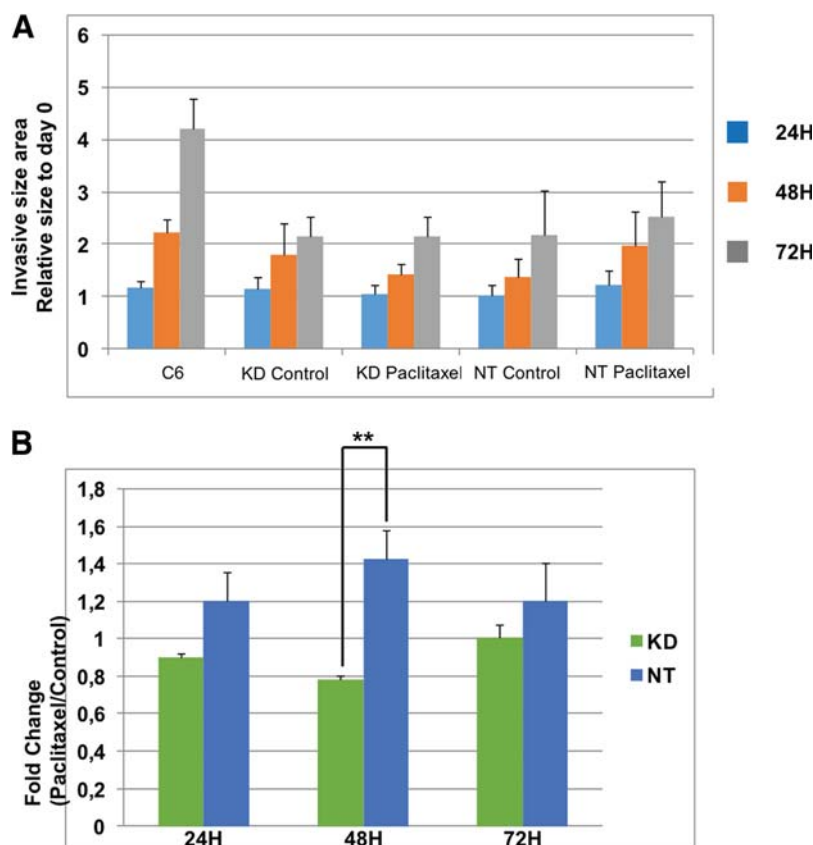 A
Invasive size area
Relative size to day 0
6
5
4
3
2
1
0
C6
KD Control
KD Paclitaxel
NT Control
NT Paclitaxel
24H
48H
72H
B
**
Fold Change
(Paclitaxel/Control)
1,8
1,6
1,4
1,2
1
0,8
0,6
0,4
0,2
0
24H
48H
72H
KD
NT